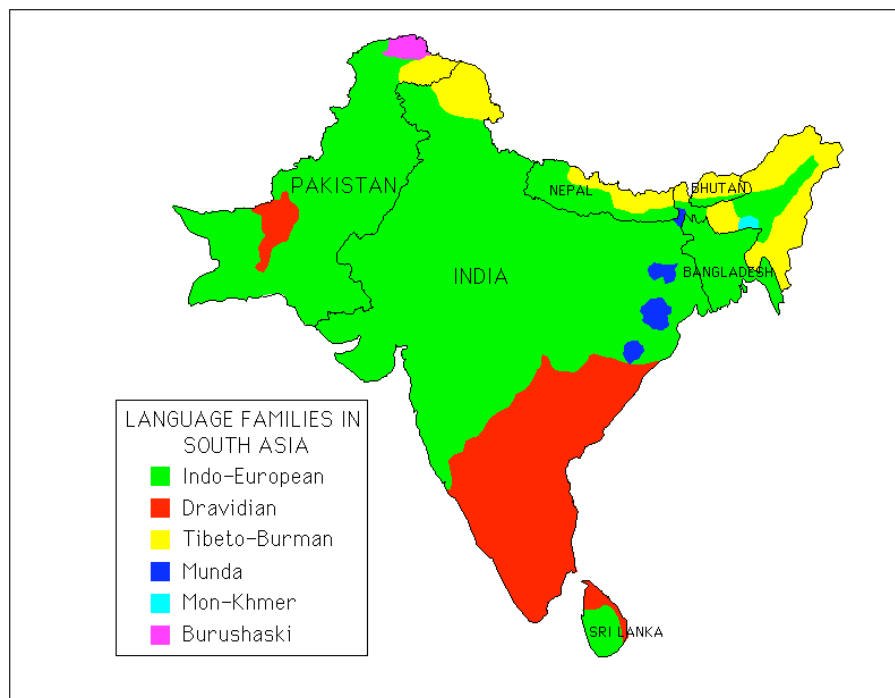 PAKISTAN
NEPAL
BHUTAN
INDIA
BANGLADESH
SRI LANKA
LANGUAGE FAMILIES IN
SOUTH ASIA
Indo-European
Dravidian
Tibeto-Burman
Munda
Mon-Khmer
Burushaski